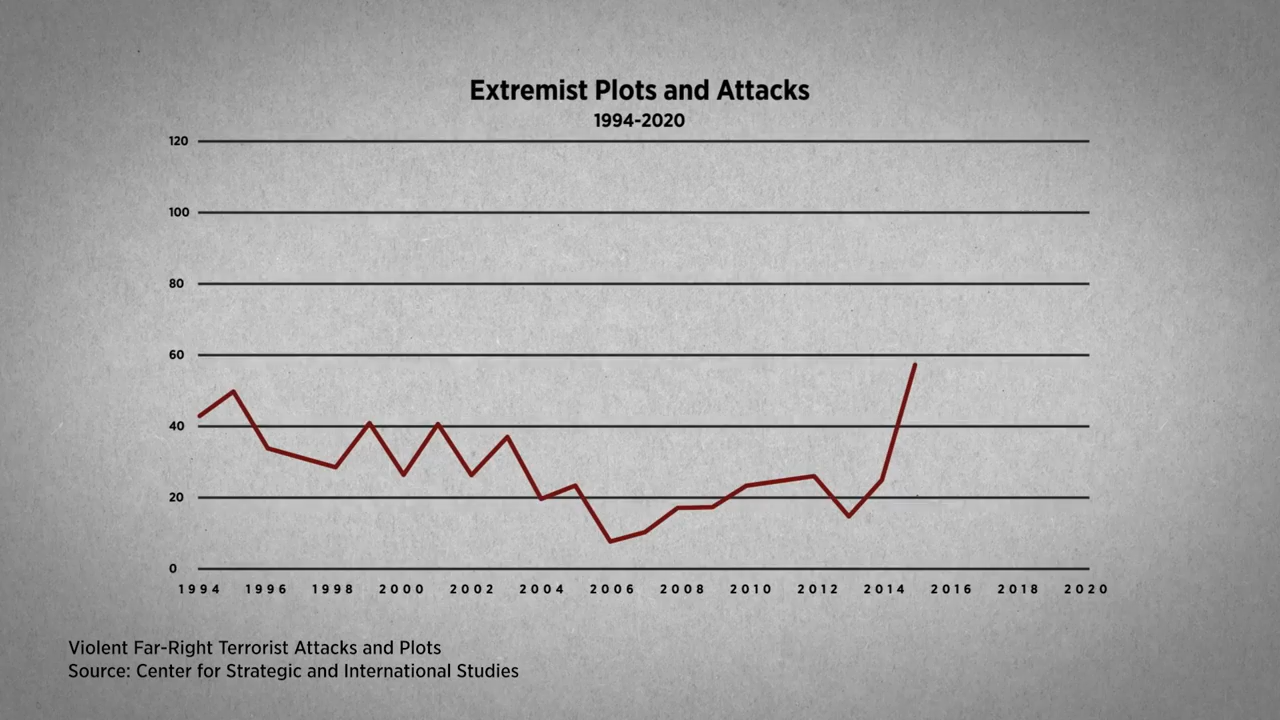 Extremist Plots and Attacks
1994-2020
120
100
80
60
40
20
0
1994 1996 1998 2000 2002 2004 2006 2008 2010 2012 2014 2016 2018 2020
Violent Far-Right Terrorist Attacks and Plots
Source: Center for Strategic and International Studies